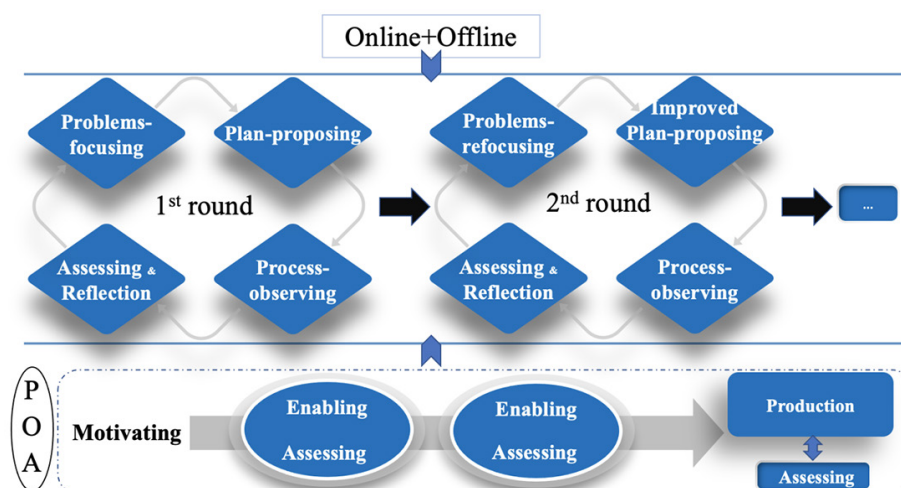 Online+Offline
Problems-
focusing
Plan-proposing
1st round
Assessing &
Reflection
Process-
observing
Problems-
refocusing
Improved
Plan-proposing
2nd round
Assessing &
Reflection
Process-
observing
...
P
O
A
Motivating
Enabling
Assessing
Enabling
Assessing
Production
Assessing